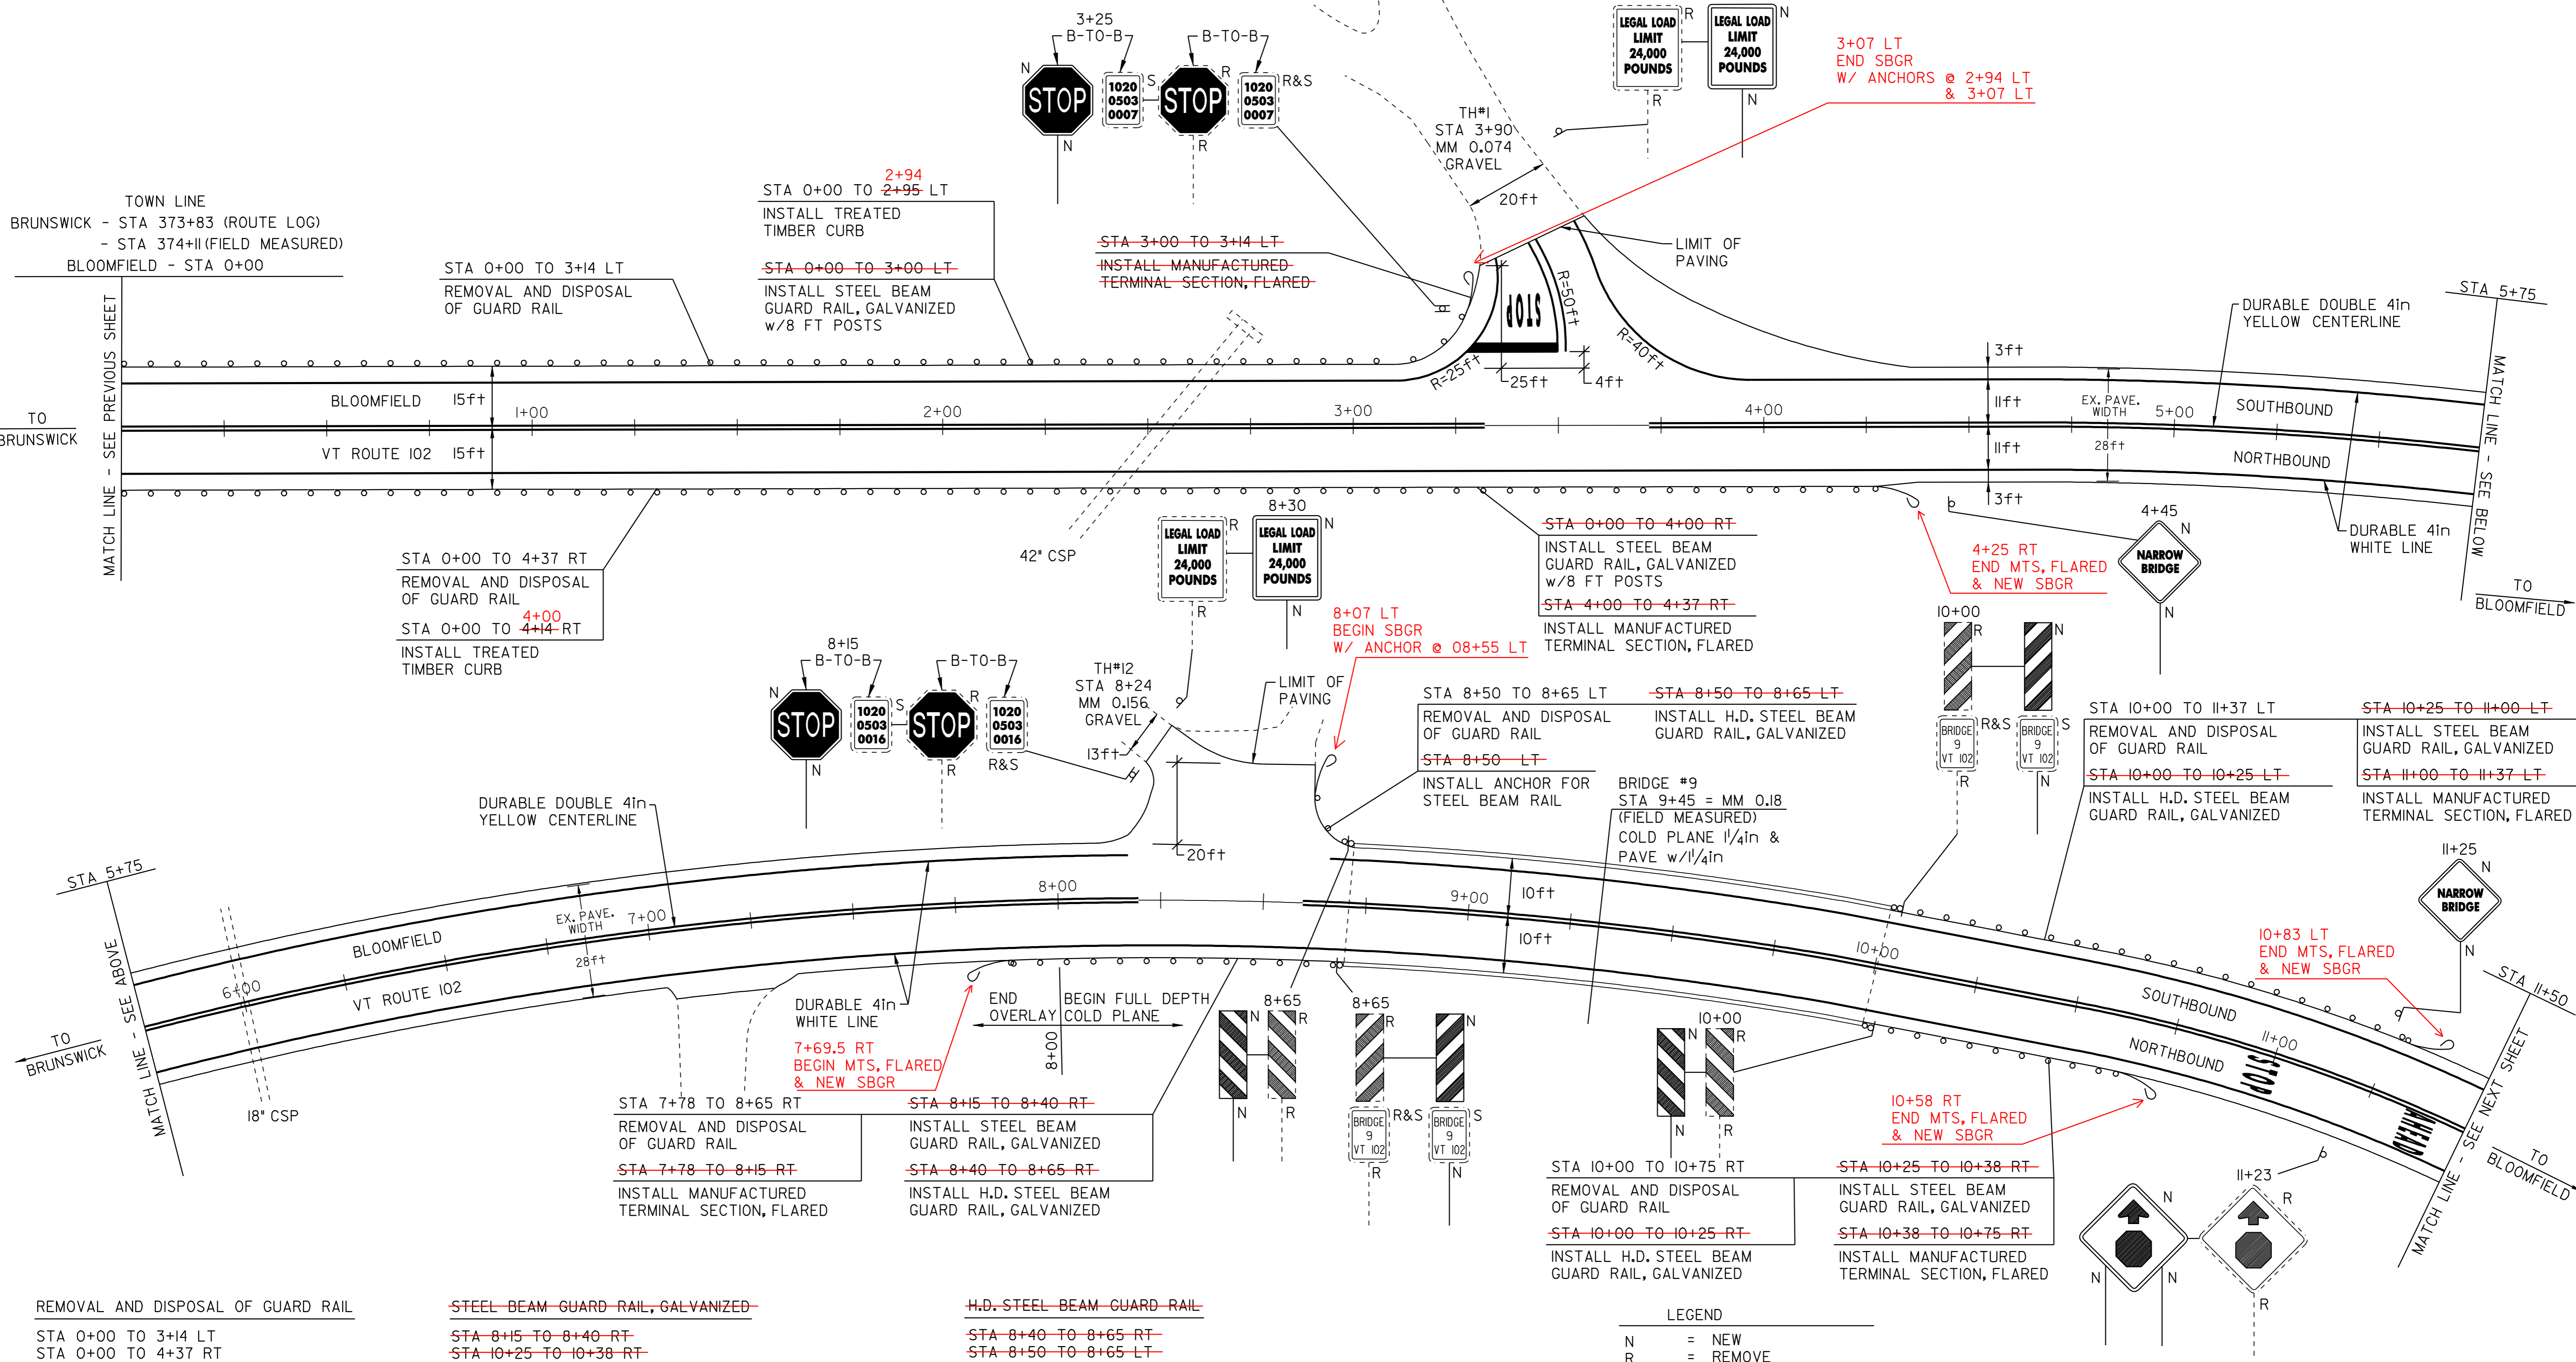 3+25
B-TO-B
B-TO-B
N
STOP
N
1020
0503
0007
S
STOP
R
R
1020
0503
0007
R&S
LEGAL LOAD
LIMIT
24,000
POUNDS
R
R
LEGAL LOAD
LIMIT
24,000
POUNDS
N
N
3+07 LT
END SBGR
W/ ANCHORS @ 2+94 LT
& 3+07 LT
TH#1
STA 3+90
MM 0.074
GRAVEL
20ft
TOWN LINE
BRUNSWICK - STA 373+83 (ROUTE LOG)
- STA 374+11 (FIELD MEASURED)
BLOOMFIELD - STA 0+00
STA 0+00 TO 3+14 LT
REMOVAL AND DISPOSAL
OF GUARD RAIL
2+94
STA 0+00 TO 2+95 LT
INSTALL TREATED
TIMBER CURB
STA 0+00 TO 3+00 LT
INSTALL STEEL BEAM
GUARD RAIL, GALVANIZED
w/8 FT POSTS
STA 3+00 TO 3+14 LT
INSTALL MANUFACTURED
TERMINAL SECTION, FLARED
LIMIT OF
PAVING
STOP
R=50ft
R=40ft
R=25ft
25ft
4ft
DURABLE DOUBLE 4in
YELLOW CENTERLINE
STA 5+75
MATCH LINE - SEE PREVIOUS SHEET
TO
BRUNSWICK
BLOOMFIELD
15ft
1+00
2+00
3+00
4+00
5+00
VT ROUTE 102
15ft
3ft
11ft
11ft
3ft
EX. PAVE.
WIDTH
28ft
SOUTHBOUND
NORTHBOUND
MATCH LINE - SEE BELOW
DURABLE 4in
WHITE LINE
TO
BLOOMFIELD
42" CSP
STA 0+00 TO 4+37 RT
REMOVAL AND DISPOSAL
OF GUARD RAIL
4+00
STA 0+00 TO 4+14 RT
INSTALL TREATED
TIMBER CURB
STA 0+00 TO 4+00 RT
INSTALL STEEL BEAM
GUARD RAIL, GALVANIZED
w/8 FT POSTS
STA 4+00 TO 4+37 RT
INSTALL MANUFACTURED
TERMINAL SECTION, FLARED
4+25 RT
END MTS, FLARED
& NEW SBGR
4+45
N
NARROW
BRIDGE
N
8+30
LEGAL LOAD
LIMIT
24,000
POUNDS
R
R
LEGAL LOAD
LIMIT
24,000
POUNDS
N
N
8+07 LT
BEGIN SBGR
W/ ANCHOR @ 08+55 LT
8+15
B-TO-B
B-TO-B
N
STOP
N
1020
0503
0016
S
STOP
R
R
1020
0503
0016
R&S
TH#12
STA 8+24
MM 0.156
GRAVEL
13ft
LIMIT OF
PAVING
20ft
STA 8+50 TO 8+65 LT
REMOVAL AND DISPOSAL
OF GUARD RAIL
STA 8+50 LT
INSTALL ANCHOR FOR
STEEL BEAM RAIL
STA 8+50 TO 8+65 LT
INSTALL H.D. STEEL BEAM
GUARD RAIL, GALVANIZED
BRIDGE #9
STA 9+45 = MM 0.18
(FIELD MEASURED)
COLD PLANE 1 1/4in &
PAVE w/1 1/4in
10+00
R
N
BRIDGE
9
VT 102
R&S
R
BRIDGE
9
VT 102
S
N
STA 10+00 TO 11+37 LT
REMOVAL AND DISPOSAL
OF GUARD RAIL
STA 10+00 TO 10+25 LT
INSTALL H.D. STEEL BEAM
GUARD RAIL, GALVANIZED
STA 10+25 TO 11+00 LT
INSTALL STEEL BEAM
GUARD RAIL, GALVANIZED
STA 11+00 TO 11+37 LT
INSTALL MANUFACTURED
TERMINAL SECTION, FLARED
11+25
N
NARROW
BRIDGE
N
10+83 LT
END MTS, FLARED
& NEW SBGR
STA 11+50
DURABLE DOUBLE 4in
YELLOW CENTERLINE
STA 5+75
MATCH LINE - SEE ABOVE
TO
BRUNSWICK
6+00
7+00
8+00
9+00
10+00
11+00
BLOOMFIELD
VT ROUTE 102
EX. PAVE.
WIDTH
28ft
10ft
10ft
SOUTHBOUND
NORTHBOUND
STOP
AHEAD
MATCH LINE - SEE NEXT SHEET
TO
BLOOMFIELD
18" CSP
DURABLE 4in
WHITE LINE
7+69.5 RT
BEGIN MTS, FLARED
& NEW SBGR
END
OVERLAY
BEGIN FULL DEPTH
COLD PLANE
8+00
STA 7+78 TO 8+65 RT
REMOVAL AND DISPOSAL
OF GUARD RAIL
STA 7+78 TO 8+15 RT
INSTALL MANUFACTURED
TERMINAL SECTION, FLARED
STA 8+15 TO 8+40 RT
INSTALL STEEL BEAM
GUARD RAIL, GALVANIZED
STA 8+40 TO 8+65 RT
INSTALL H.D. STEEL BEAM
GUARD RAIL, GALVANIZED
8+65
N
R
N
R
8+65
R
N
BRIDGE
9
VT 102
R&S
R
BRIDGE
9
VT 102
S
N
10+00
N
R
N
R
10+58 RT
END MTS, FLARED
& NEW SBGR
STA 10+00 TO 10+75 RT
REMOVAL AND DISPOSAL
OF GUARD RAIL
STA 10+00 TO 10+25 RT
INSTALL H.D. STEEL BEAM
GUARD RAIL, GALVANIZED
STA 10+25 TO 10+38 RT
INSTALL STEEL BEAM
GUARD RAIL, GALVANIZED
STA 10+38 TO 10+75 RT
INSTALL MANUFACTURED
TERMINAL SECTION, FLARED
11+23
N
R
N
N
R
REMOVAL AND DISPOSAL OF GUARD RAIL
STA 0+00 TO 3+14 LT
STA 0+00 TO 4+37 RT
STEEL BEAM GUARD RAIL, GALVANIZED
STA 8+15 TO 8+40 RT
STA 10+25 TO 10+38 RT
H.D. STEEL BEAM GUARD RAIL
STA 8+40 TO 8+65 RT
STA 8+50 TO 8+65 LT
LEGEND
N = NEW
R = REMOVE